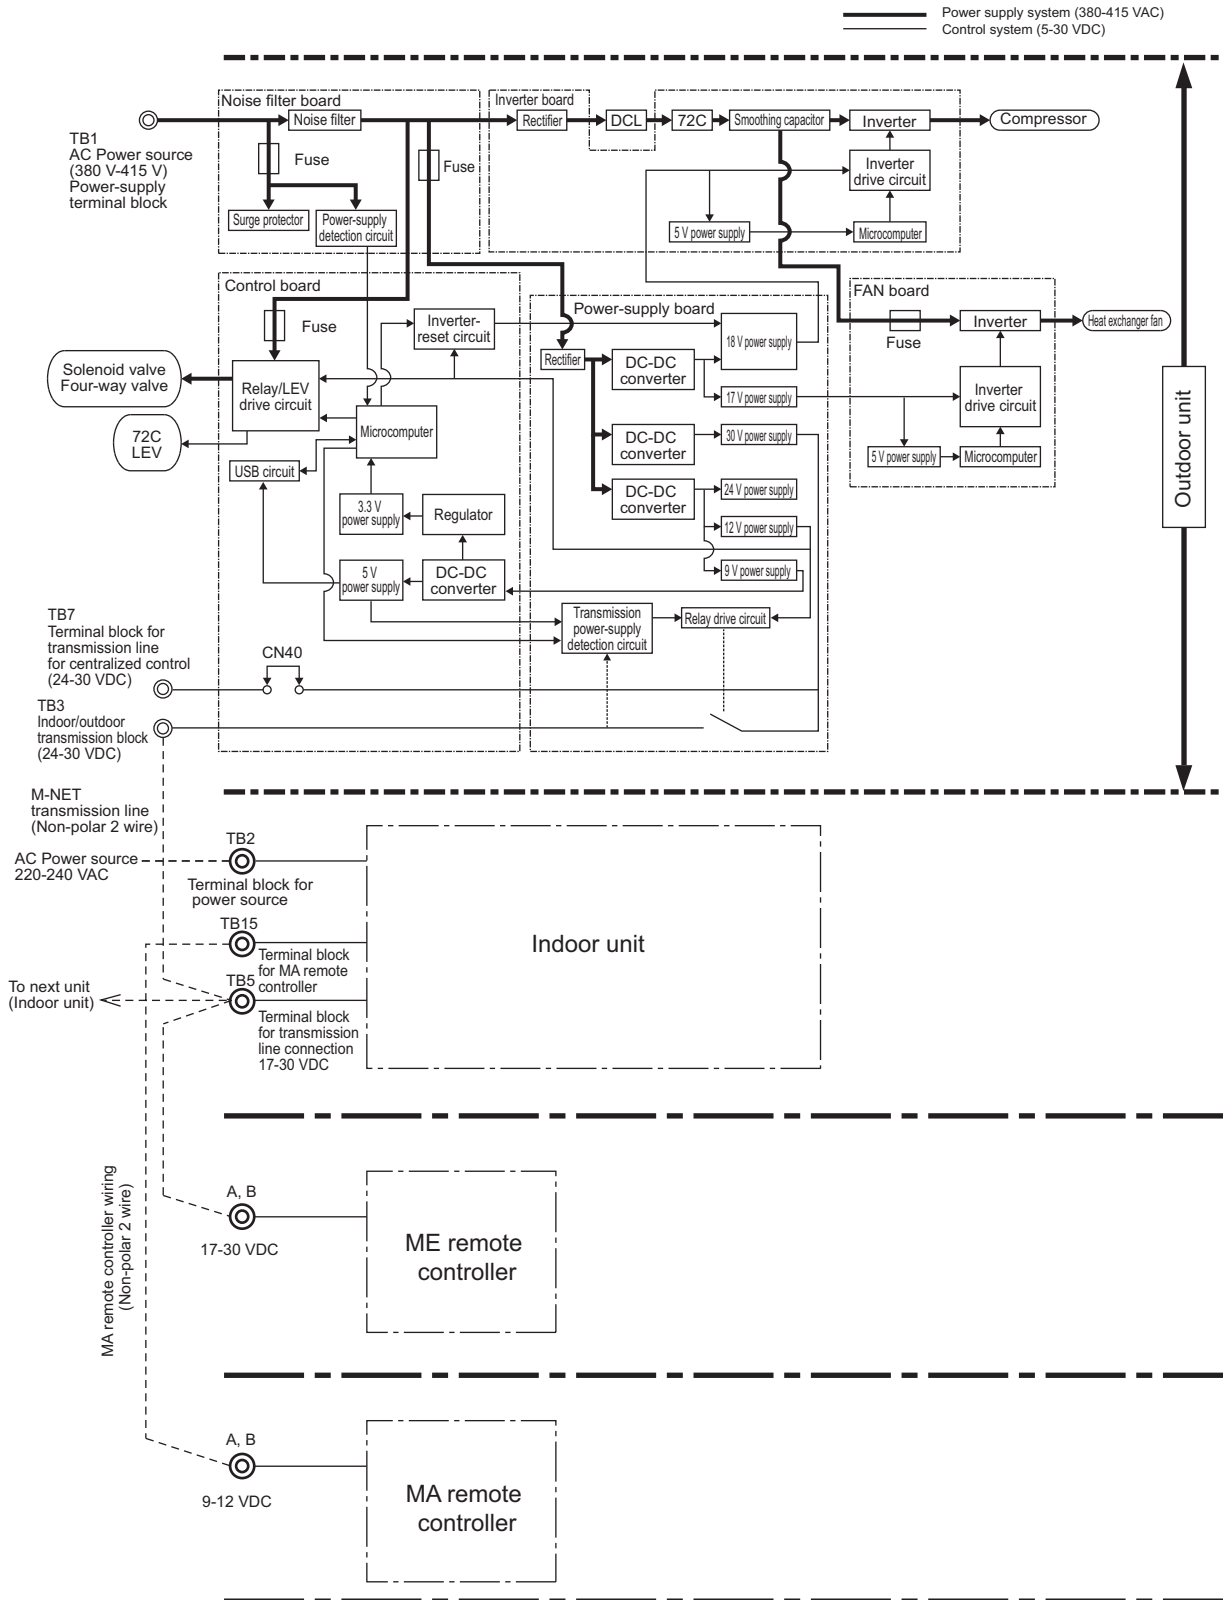 Power supply system (380-415 VAC)
Control system (5-30 VDC)
Noise filter board
Noise filter
Inverter board
Rectifier
DCL
72C
Smoothing capacitor
Inverter
Compressor
TB1
AC Power source
(380 V-415 V)
Power-supply
terminal block
Fuse
Fuse
Surge protector
Power-supply
detection circuit
Inverter
drive circuit
5 V power supply
Microcomputer
Control board
Fuse
Inverter-
reset circuit
Power-supply board
18 V power supply
FAN board
Fuse
Inverter
Heat exchanger fan
Solenoid valve
Four-way valve
Relay/LEV
drive circuit
Rectifier
DC-DC
converter
17 V power supply
Inverter
drive circuit
72C
LEV
Microcomputer
DC-DC
converter
30 V power supply
5 V power supply
Microcomputer
USB circuit
3.3 V
power supply
Regulator
DC-DC
converter
24 V power supply
12 V power supply
5 V
power supply
DC-DC
converter
9 V power supply
Outdoor unit
TB7
Terminal block for
transmission line
for centralized control
(24-30 VDC)
CN40
Transmission
power-supply
detection circuit
Relay drive circuit
TB3
Indoor/outdoor
transmission block
(24-30 VDC)
M-NET
transmission line
(Non-polar 2 wire)
TB2
AC Power source
220-240 VAC
Terminal block for
power source
Indoor unit
TB15
Terminal block
for MA remote
controller
To next unit
(Indoor unit)
TB5
Terminal block
for transmission
line connection
17-30 VDC
MA remote controller wiring
(Non-polar 2 wire)
A, B
17-30 VDC
ME remote
controller
A, B
9-12 VDC
MA remote
controller